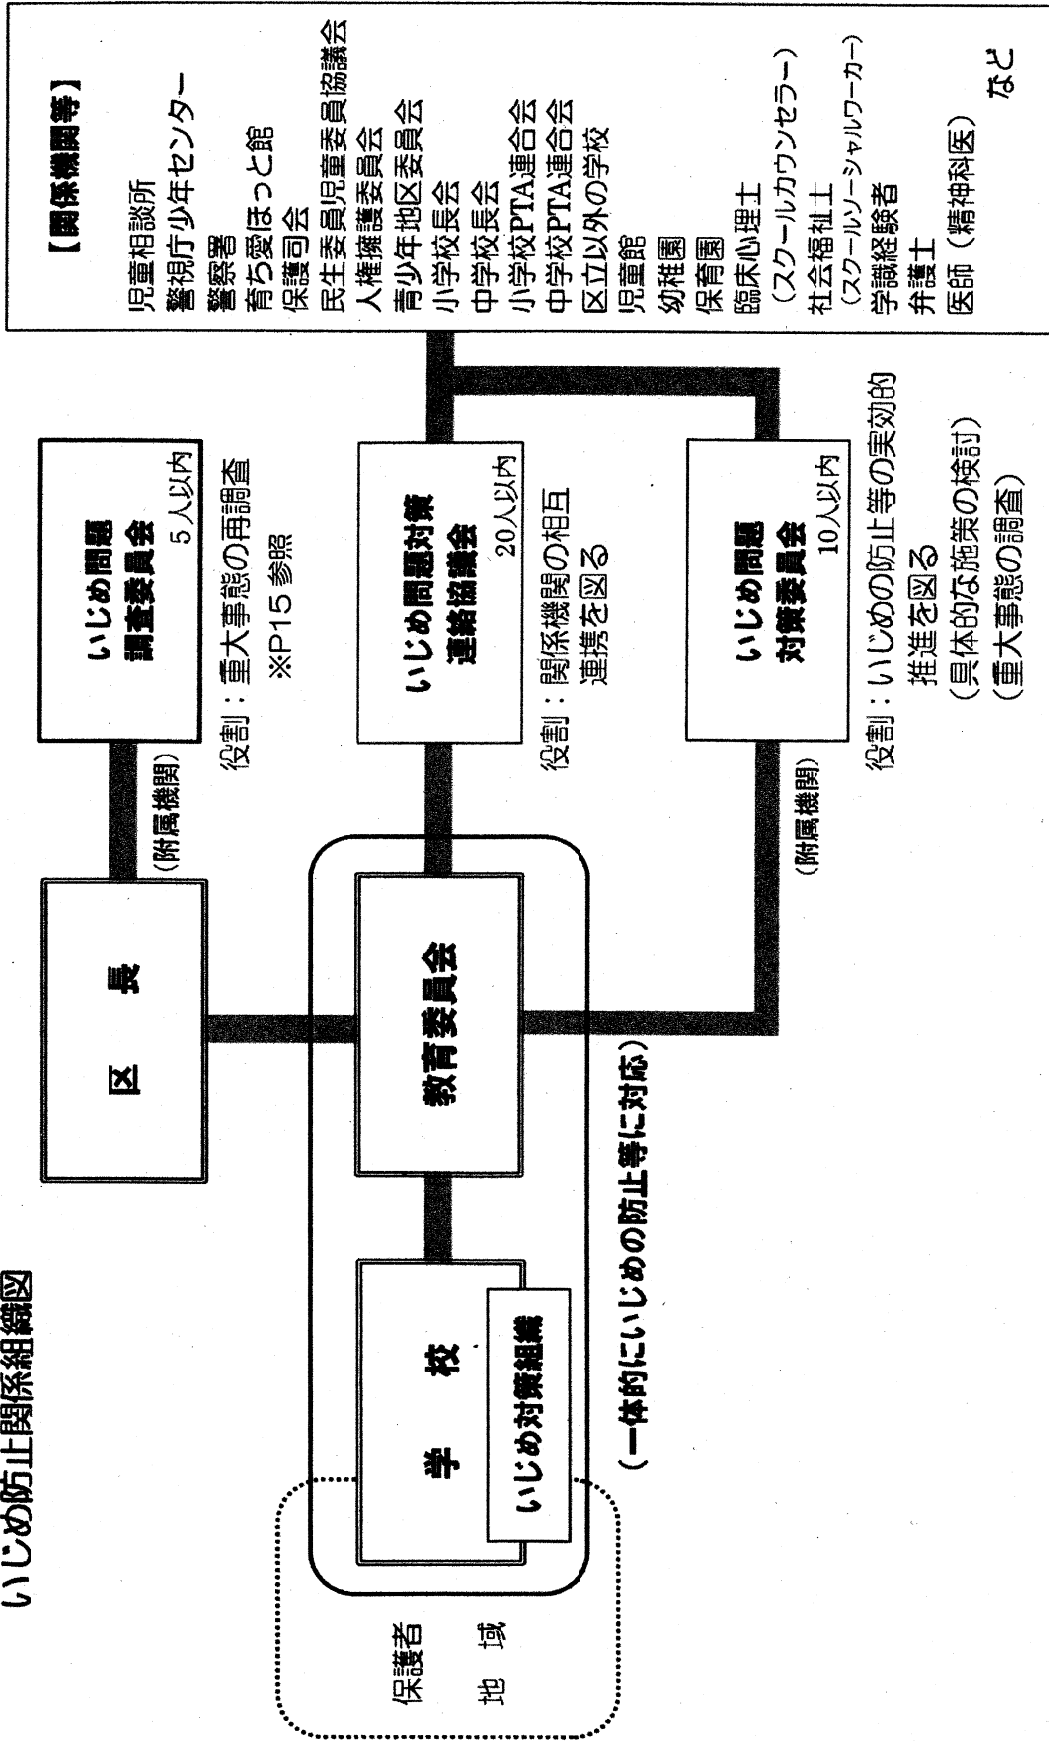 いじめ防止関係組織図
区　長
(附属機関)
いじめ問題
調査委員会
5人以内
役割：重大事態の再調査
※P15参照
保護者
地　域
学　校
いじめ対策組織
教育委員会
(一体的にいじめの防止等に対応)
いじめ問題対策
連絡協議会
20人以内
役割：関係機関の相互
連携を図る
(附属機関)
いじめ問題
対策委員会
10人以内
役割：いじめの防止等の実効的
推進を図る
(具体的な施策の検討)
(重大事態の調査)
【関係機関等】
児童相談所
警視庁少年センター
警察署
育ち愛ほっと館
保護司会
民生委員児童委員協議会
人権擁護委員会
青少年地区委員会
小学校長会
中学校長会
小学校PTA連合会
中学校PTA連合会
区立以外の学校
児童館
幼稚園
保育園
臨床心理士
(スクールカウンセラー)
社会福祉士
(スクールソーシャルワーカー)
学識経験者
弁護士
医師（精神科医）
など